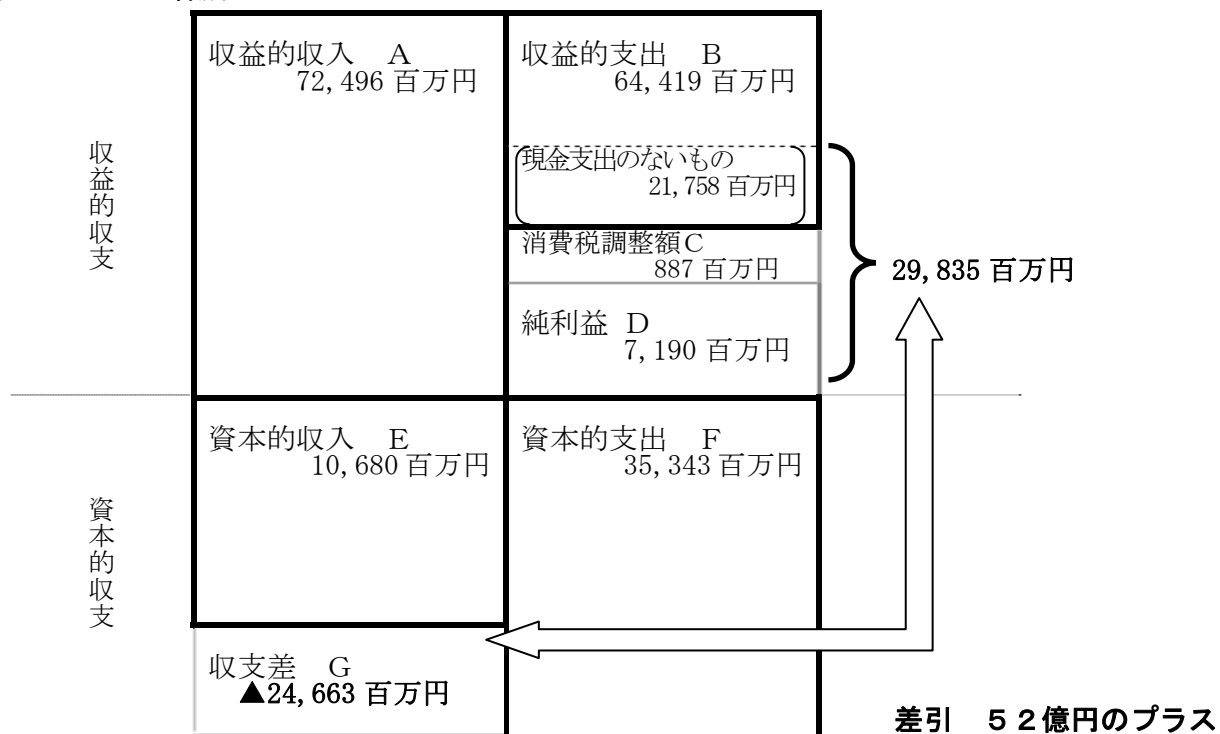 収益的収入　A
72,496 百万円
収益的支出　B
64,419 百万円
現金支出のないもの
21,758 百万円
消費税調整額C
887 百万円
純利益　D
7,190 百万円
29,835 百万円
収益的収支
資本的収入　E
10,680 百万円
資本的支出　F
35,343 百万円
資本的収支
収支差　G
▲24,663 百万円
差引　５２億円のプラス